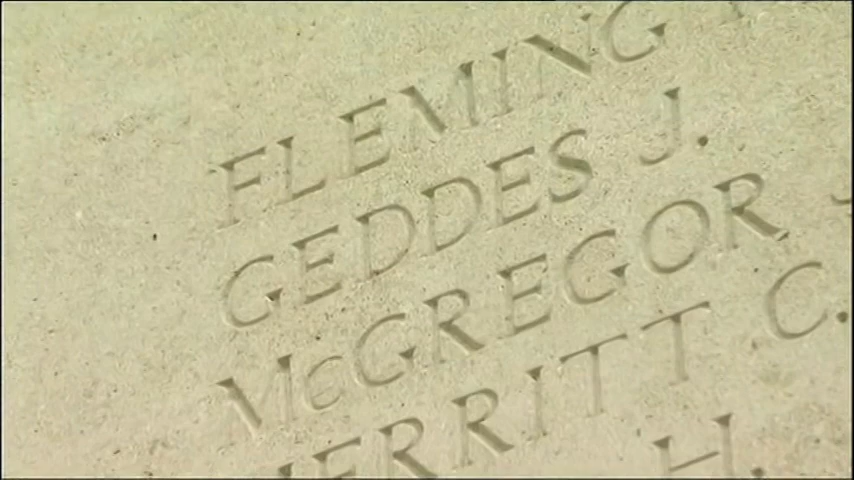 FLEMING
GEDDES J.
McGREGOR
MERRITT C.
H.